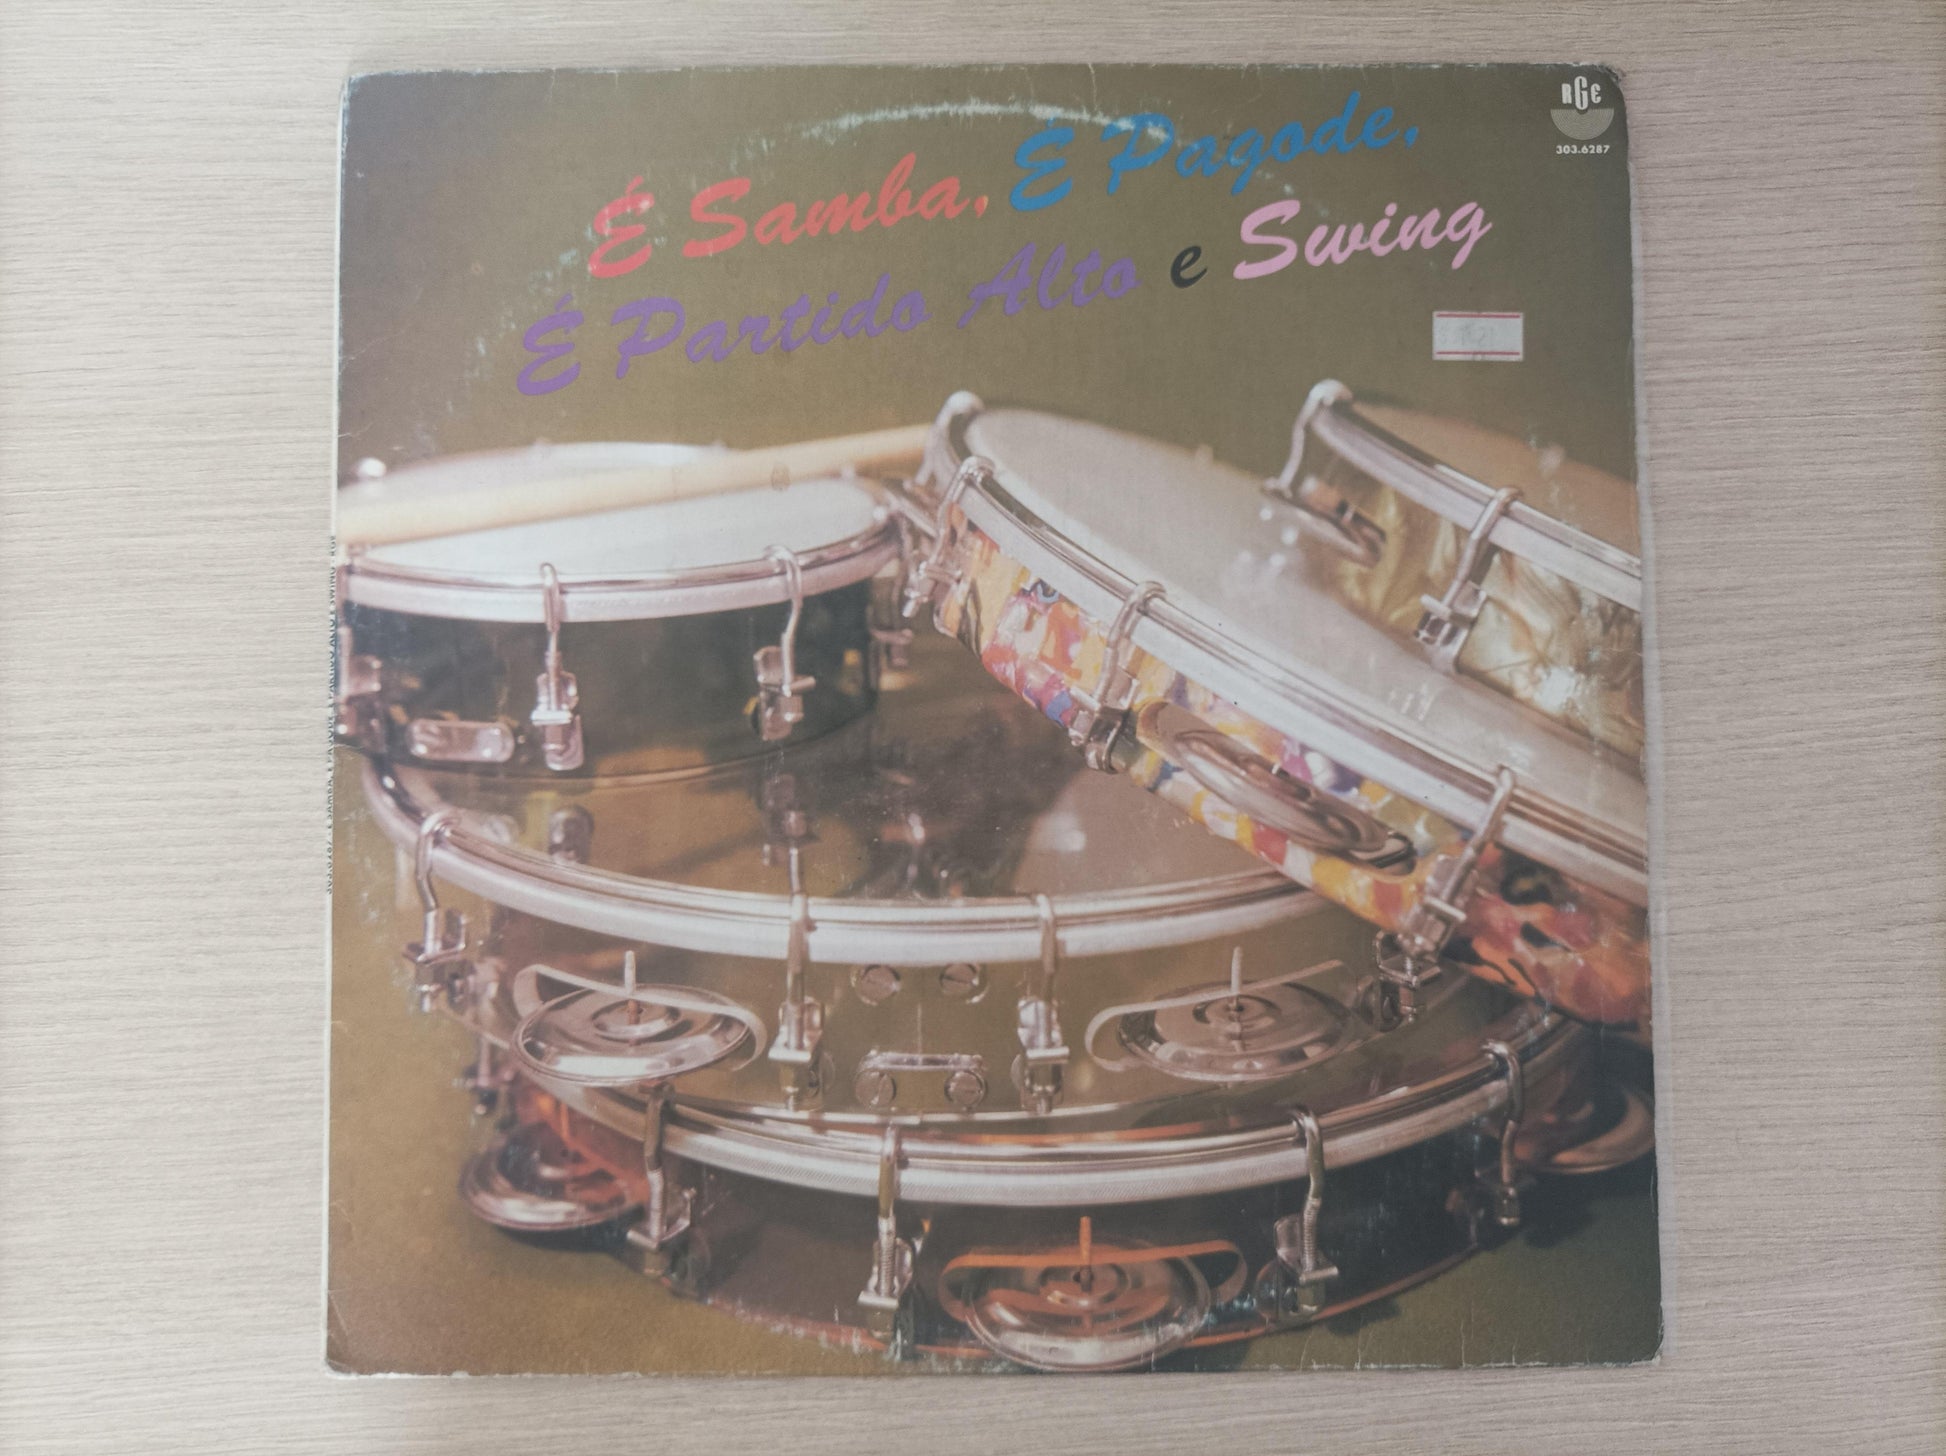 RGE
303.6287
É Samba, É Pagode,
É Partido Alto e Swing